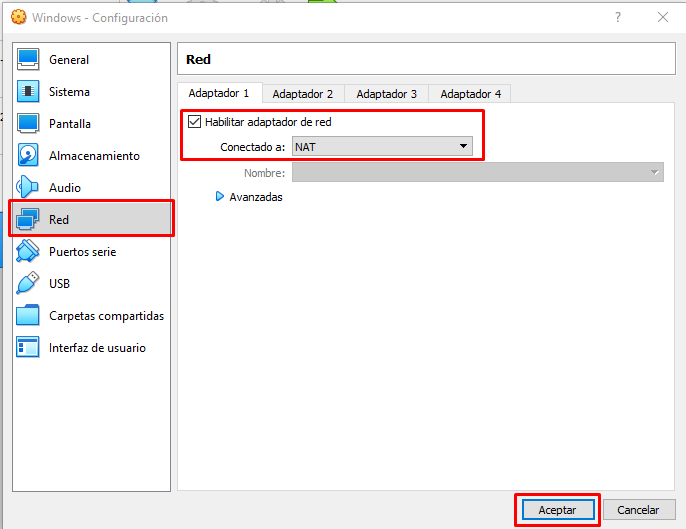 Windows - Configuración
?
General
Sistema
Pantalla
Almacenamiento
Audio
Red
Puertos serie
USB
Carpetas compartidas
Interfaz de usuario
Red
Adaptador 1 Adaptador 2 Adaptador 3 Adaptador 4
Habilitar adaptador de red
Conectado a: NAT
Nombre:
Avanzadas
Aceptar Cancelar